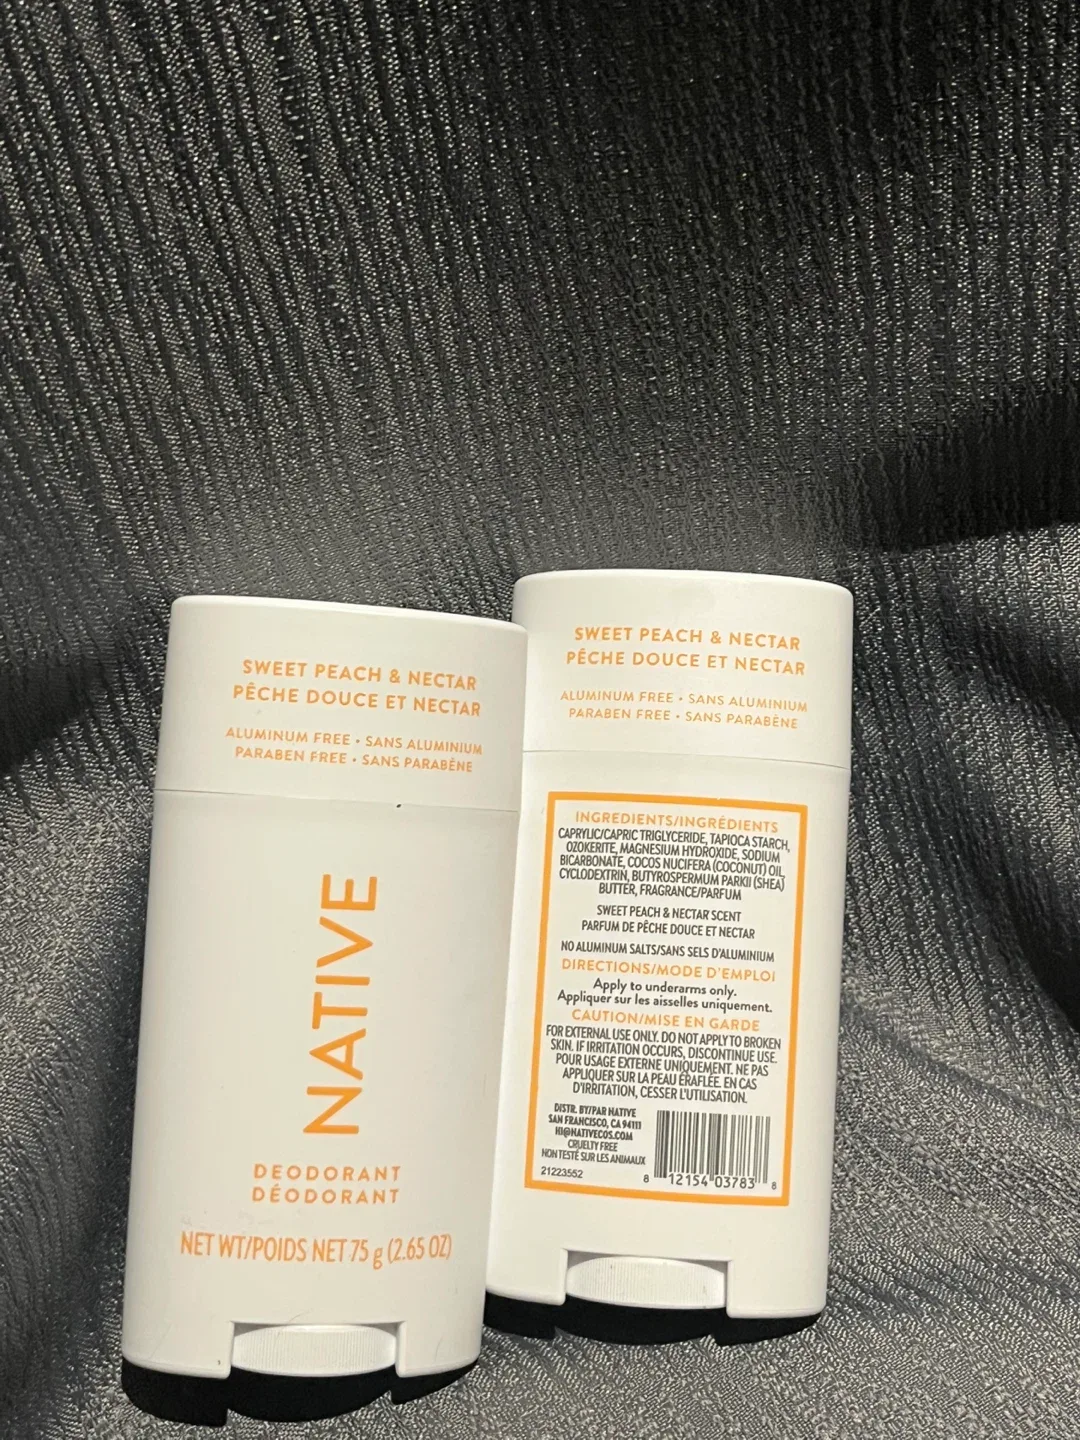 SWEET PEACH & NECTAR
PÊCHE DOUCE ET NECTAR
ALUMINUM FREE • SANS ALUMINIUM
PARABEN FREE • SANS PARABÈNE
NATIVE
DEODORANT
DÉODORANT
NET WT/POIDS NET 75 g (2.65 OZ)
SWEET PEACH & NECTAR
PÊCHE DOUCE ET NECTAR
ALUMINUM FREE • SANS ALUMINIUM
PARABEN FREE • SANS PARABÈNE
INGREDIENTS/INGRÉDIENTS
CAPRYLIC/CAPRIC TRIGLYCERIDE, TAPIOCA STARCH,
OZOKERITE, MAGNESIUM HYDROXIDE, SODIUM
BICARBONATE, COCOS NUCIFERA (COCONUT) OIL,
CYCLODEXTRIN, BUTYROSPERMUM PARKII (SHEA)
BUTTER, FRAGRANCE/PARFUM
SWEET PEACH & NECTAR SCENT
PARFUM DE PÊCHE DOUCE ET NECTAR
NO ALUMINUM SALTS/SANS SELS D'ALUMINIUM
DIRECTIONS/MODE D'EMPLOI
Apply to underarms only.
Appliquer sur les aisselles uniquement.
CAUTION/MISE EN GARDE
FOR EXTERNAL USE ONLY. DO NOT APPLY TO BROKEN
SKIN. IF IRRITATION OCCURS, DISCONTINUE USE.
POUR USAGE EXTERNE UNIQUEMENT. NE PAS
APPLIQUER SUR LA PEAU ÉRAFLÉE. EN CAS
D'IRRITATION, CESSER L'UTILISATION.
DISTR. BY/PAR NATIVE
SAN FRANCISCO, CA 94111
HI@NATIVECOS.COM
CRUELTY FREE
NON TESTÉ SUR LES ANIMAUX
21223552
8 12154 03783 8